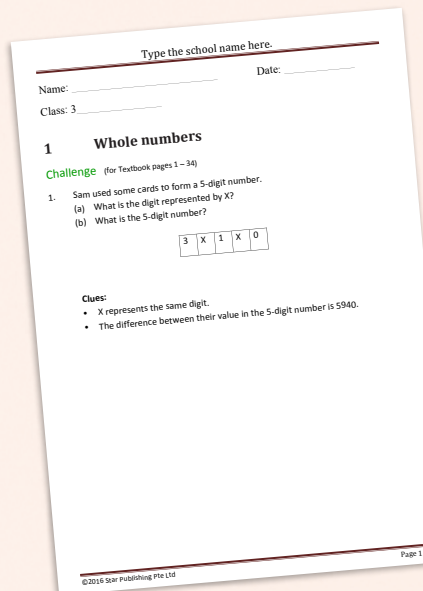 Type the school name here.
Name: ____________________ Date: __________
Class: 3____________
1 Whole numbers
Challenge (for Textbook pages 1 – 34)
1. Sam used some cards to form a 5-digit number.
(a) What is the digit represented by X?
(b) What is the 5-digit number?
3 X 1 X 0
Clues:
• X represents the same digit.
• The difference between their value in the 5-digit number is 5940.
Page 1
©2016 Star Publishing Pte Ltd